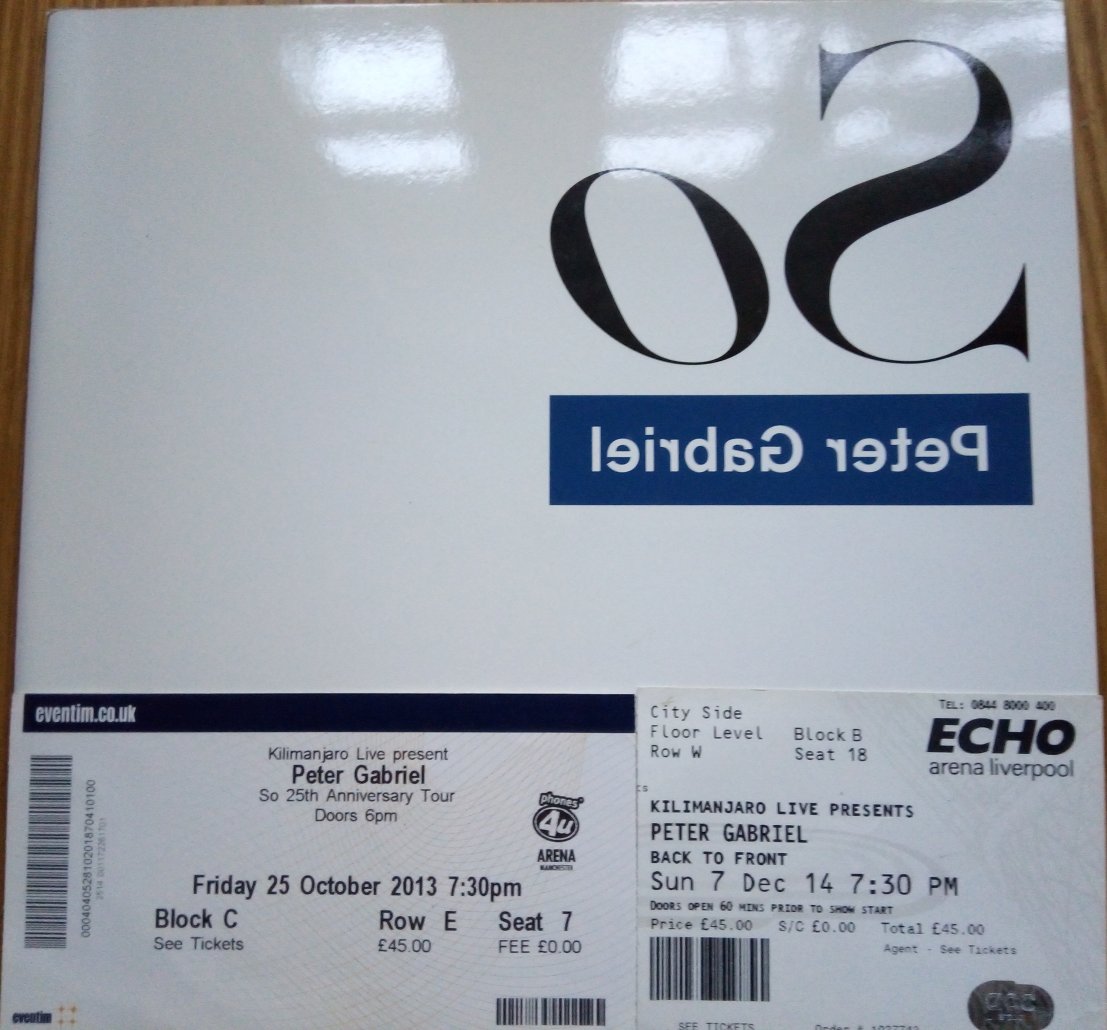 So
Peter Gabriel
eventim.co.uk
Kilimanjaro Live present
Peter Gabriel
So 25th Anniversary Tour
Doors 6pm
phones
4u
ARENA
MANCHESTER
Friday 25 October 2013 7:30pm
Block C Row E Seat 7
See Tickets £45.00 FEE £0.00
eventim
00040405281020187041010​0
TEL: 0844 8000 400
City Side
Floor Level Block B
Row W Seat 18
ECHO
arena liverpool
KILIMANJARO LIVE PRESENTS
PETER GABRIEL
BACK TO FRONT
Sun 7 Dec 14 7:30 PM
DOORS OPEN 60 MINS PRIOR TO SHOW START
Price £45.00 S/C £0.00 Total £45.00
Agent - See Tickets
SEE TICKETS